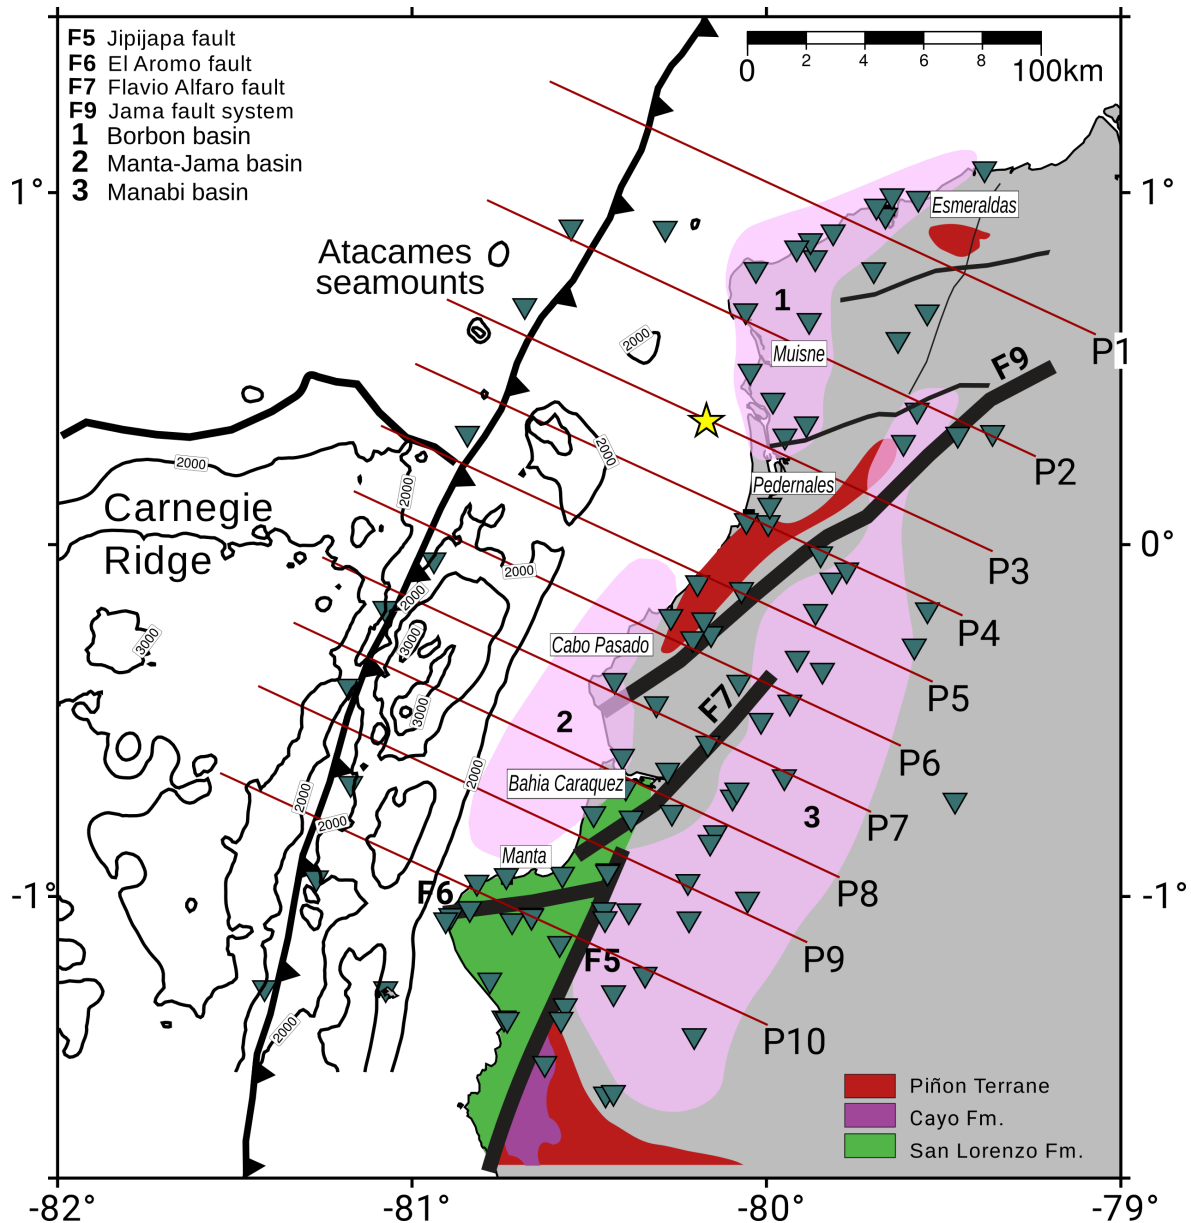 F5 Jipijapa fault
F6 El Aromo fault
F7 Flavio Alfaro fault
F9 Jama fault system
1 Borbon basin
2 Manta-Jama basin
3 Manabi basin
0 2 4 6 8 100km
1°
1°
Esmeraldas
Atacames
seamounts
1
2000
Muisne
P1
F9
2000
2000
P2
2000
Pedernales
Carnegie
0°
Ridge
2000
P3
2000
3000
3000
P4
Cabo Pasado
P5
3000
F7
2
P6
2000
Bahia Caraquez
2000
3
2000
P7
Manta
P8
-1°
F6
-1°
F5
P9
2000
P10
Piñon Terrane
Cayo Fm.
San Lorenzo Fm.
-82°
-81°
-80°
-79°